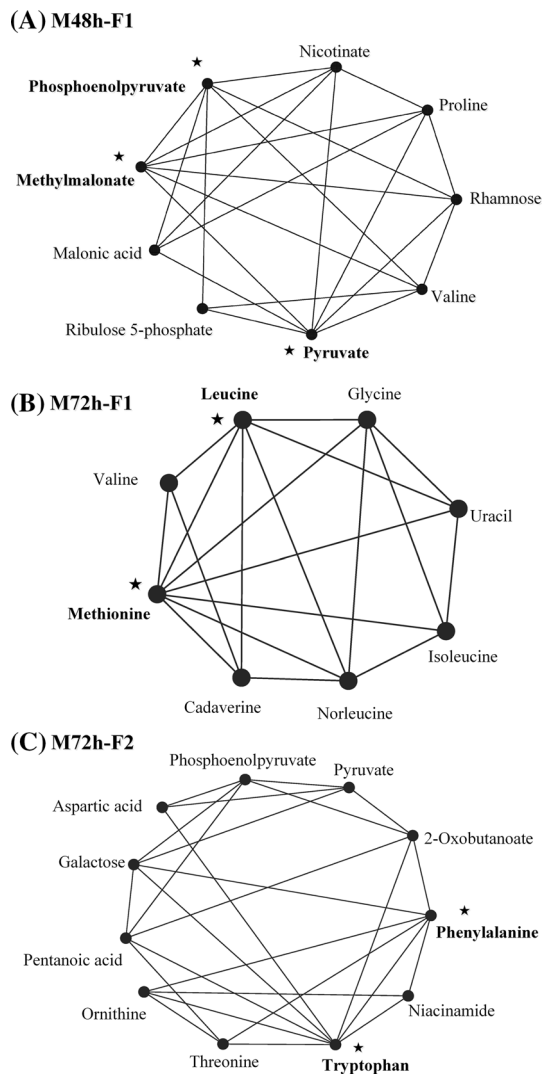 (A) M48h-F1
Nicotinate
Phosphoenolpyruvate
Proline
Methylmalonate
Rhamnose
Malonic acid
Valine
Ribulose 5-phosphate
Pyruvate
(B) M72h-F1
Leucine
Glycine
Valine
Uracil
Methionine
Isoleucine
Cadaverine
Norleucine
(C) M72h-F2
Phosphoenolpyruvate
Pyruvate
Aspartic acid
2-Oxobutanoate
Galactose
Phenylalanine
Pentanoic acid
Ornithine
Niacinamide
Threonine
Tryptophan